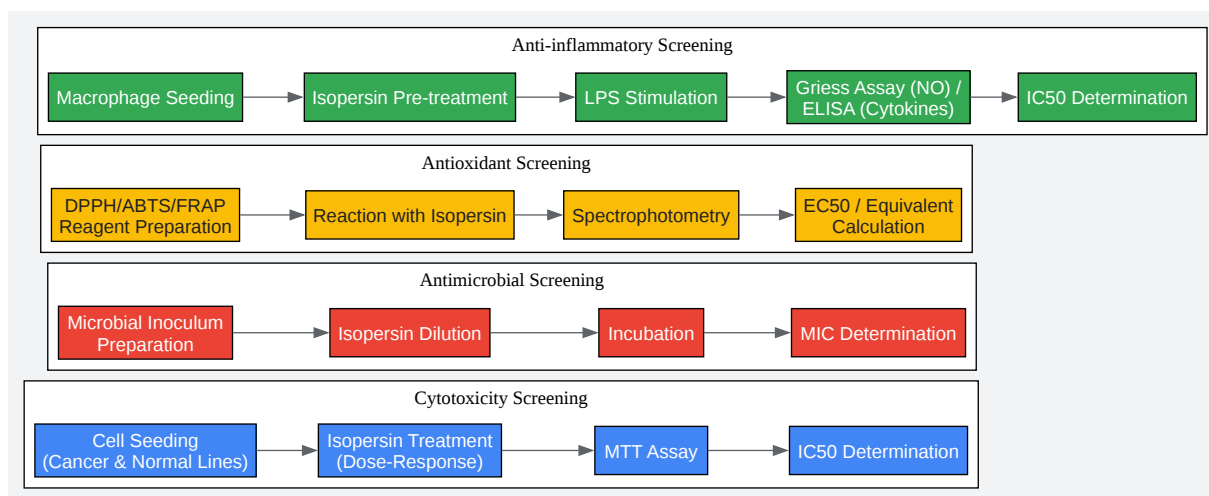 Anti-inflammatory Screening
Macrophage Seeding
Isopersin Pre-treatment
LPS Stimulation
Griess Assay (NO) /
ELISA (Cytokines)
IC50 Determination
Antioxidant Screening
DPPH/ABTS/FRAP
Reagent Preparation
Reaction with Isopersin
Spectrophotometry
EC50 / Equivalent
Calculation
Antimicrobial Screening
Microbial Inoculum
Preparation
Isopersin Dilution
Incubation
MIC Determination
Cytotoxicity Screening
Cell Seeding
(Cancer & Normal Lines)
Isopersin Treatment
(Dose-Response)
MTT Assay
IC50 Determination